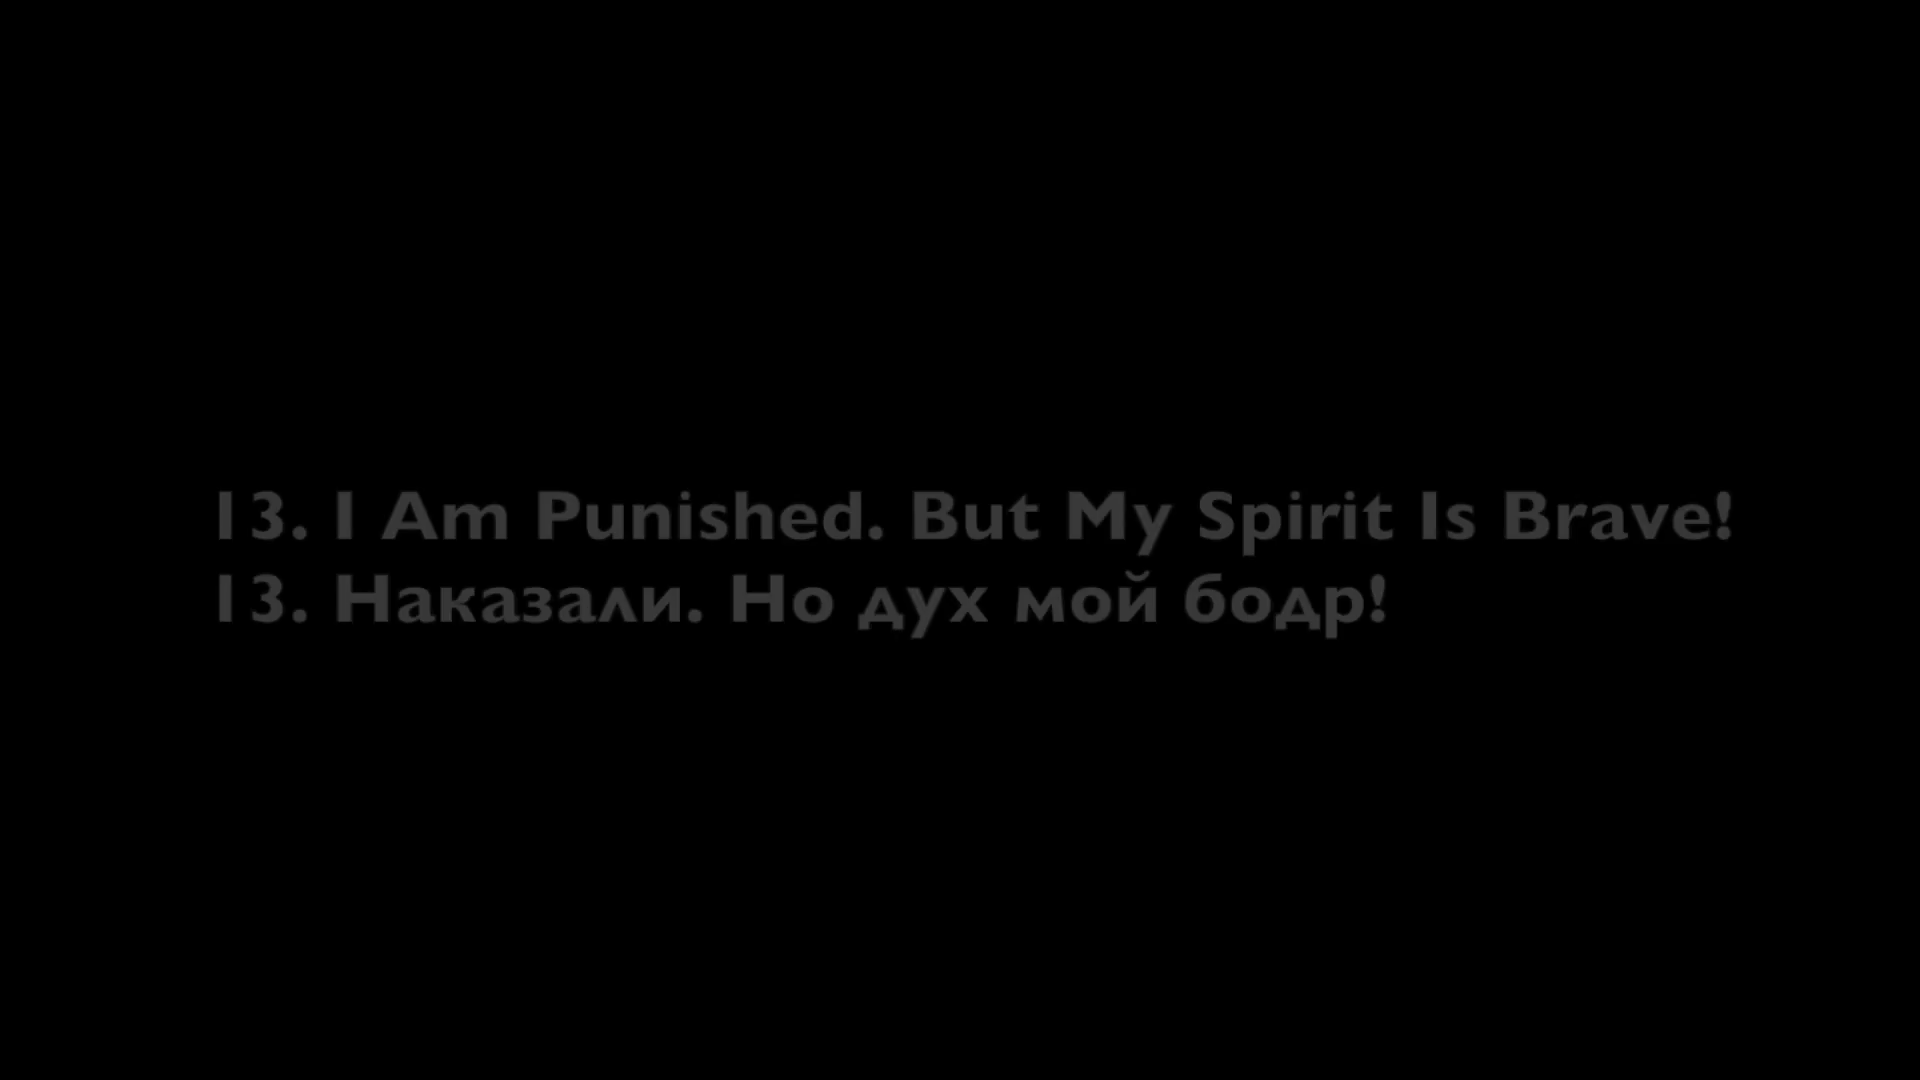 13. I Am Punished. But My Spirit Is Brave!
13. Наказали. Но дух мой бодр!